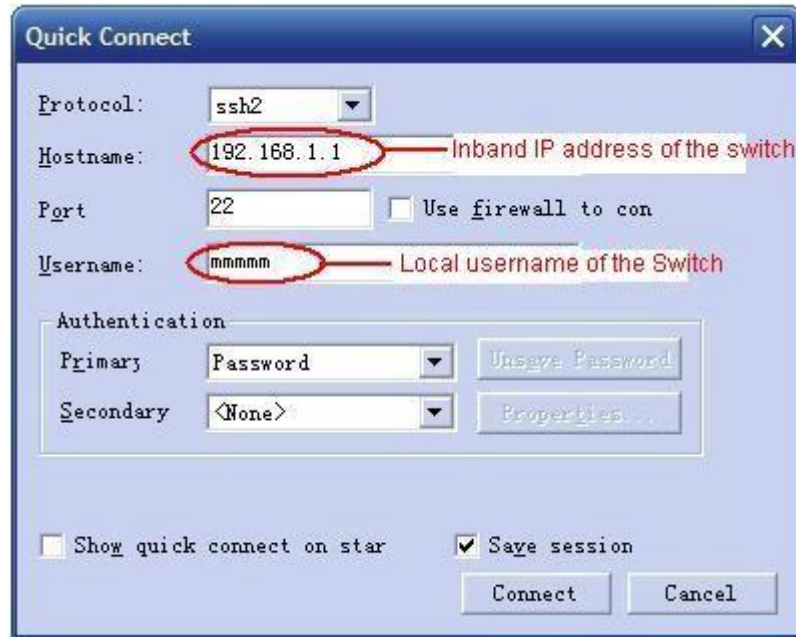 Quick Connect
Protocol: ssh2
Hostname: 192.168.1.1 Inband IP address of the switch
Port 22 Use firewall to con
Username: mmmmm Local username of the Switch
Authentication
Primary Password Unsave Password
Secondary <None> Properties...
Show quick connect on star Save session
Connect Cancel